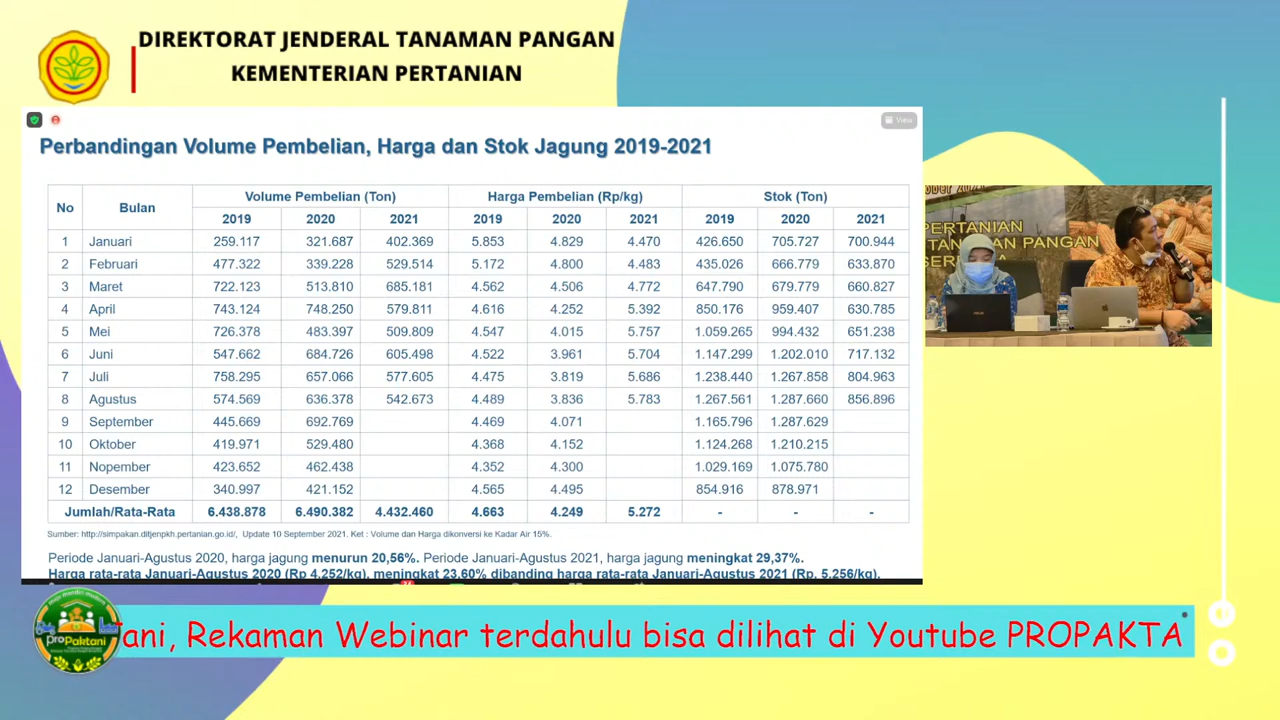 DIREKTORAT JENDERAL TANAMAN PANGAN
KEMENTERIAN PERTANIAN
View
Perbandingan Volume Pembelian, Harga dan Stok Jagung 2019-2021
No Bulan Volume Pembelian (Ton) Harga Pembelian (Rp/kg) Stok (Ton)
2019 2020 2021 2019 2020 2021 2019 2020 2021
1 Januari 259.117 321.687 402.369 5.853 4.829 4.470 426.650 705.727 700.944
2 Februari 477.322 339.228 529.514 5.172 4.800 4.483 435.026 666.779 633.870
3 Maret 722.123 513.810 685.181 4.562 4.506 4.772 647.790 679.779 660.827
4 April 743.124 748.250 579.811 4.616 4.252 5.392 850.176 959.407 630.785
5 Mei 726.378 483.397 509.809 4.547 4.015 5.757 1.059.265 994.432 651.238
6 Juni 547.662 684.726 605.498 4.522 3.961 5.704 1.147.299 1.202.010 717.132
7 Juli 758.295 657.066 577.605 4.475 3.819 5.686 1.238.440 1.267.858 804.963
8 Agustus 574.569 636.378 542.673 4.489 3.836 5.783 1.267.561 1.287.660 856.896
9 September 445.669 692.769 4.469 4.071 1.165.796 1.287.629
10 Oktober 419.971 529.480 4.368 4.152 1.124.268 1.210.215
11 Nopember 423.652 462.438 4.352 4.300 1.029.169 1.075.780
12 Desember 340.997 421.152 4.565 4.495 854.916 878.971
Jumlah/Rata-Rata 6.438.878 6.490.382 4.432.460 4.663 4.249 5.272 - - -
Sumber: http://simpakan.ditjenpkh.pertanian.go.id/, Update 10 September 2021. Ket : Volume dan Harga dikonversi ke Kadar Air 15%.
Periode Januari-Agustus 2020, harga jagung menurun 20,56%. Periode Januari-Agustus 2021, harga jagung meningkat 29,37%.
Harga rata-rata Januari-Agustus 2020 (Rp 4.252/kg), meningkat 23,60% dibanding harga rata-rata Januari-Agustus 2021 (Rp. 5.256/kg).
PERTANIAN
PANGAN
proPaktani
Tani, Rekaman Webinar terdahulu bisa dilihat di Youtube PROPAKTA